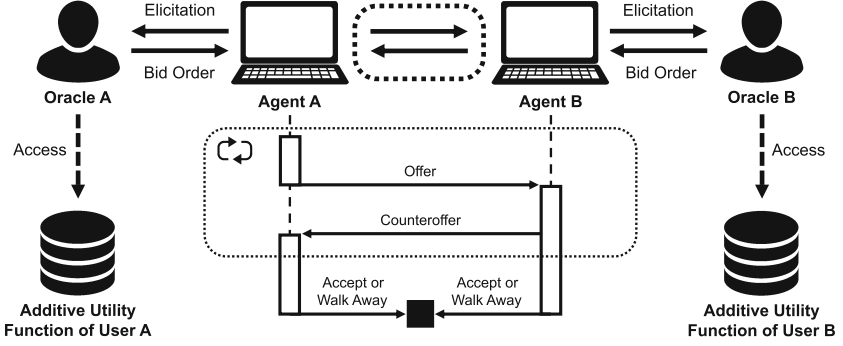 Elicitation
Elicitation
Bid Order
Bid Order
Oracle A
Agent A
Agent B
Oracle B
Access
Access
Offer
Counteroffer
Accept or
Walk Away
Accept or
Walk Away
Additive Utility
Function of User A
Additive Utility
Function of User B